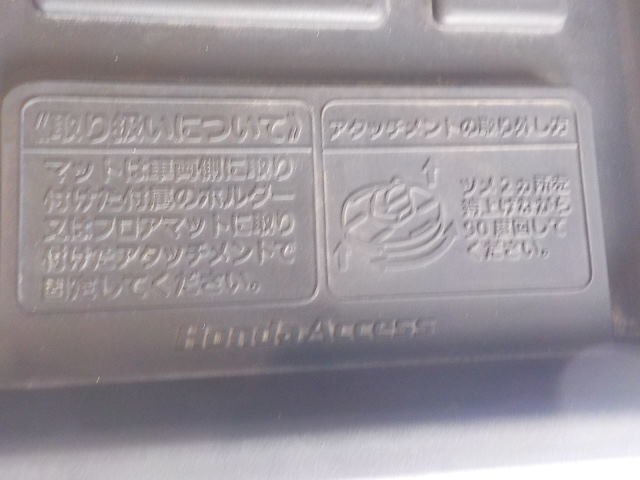 《取り扱いについて》
マットは車両側に取り
付けた付属のホルダー
又はフロアマットに取り
付けたアタッチメントで
固定してください。
アタッチメントの取り外し方
ツメ2ヵ所を
持上げながら
90度回して
ください。
Honda Access